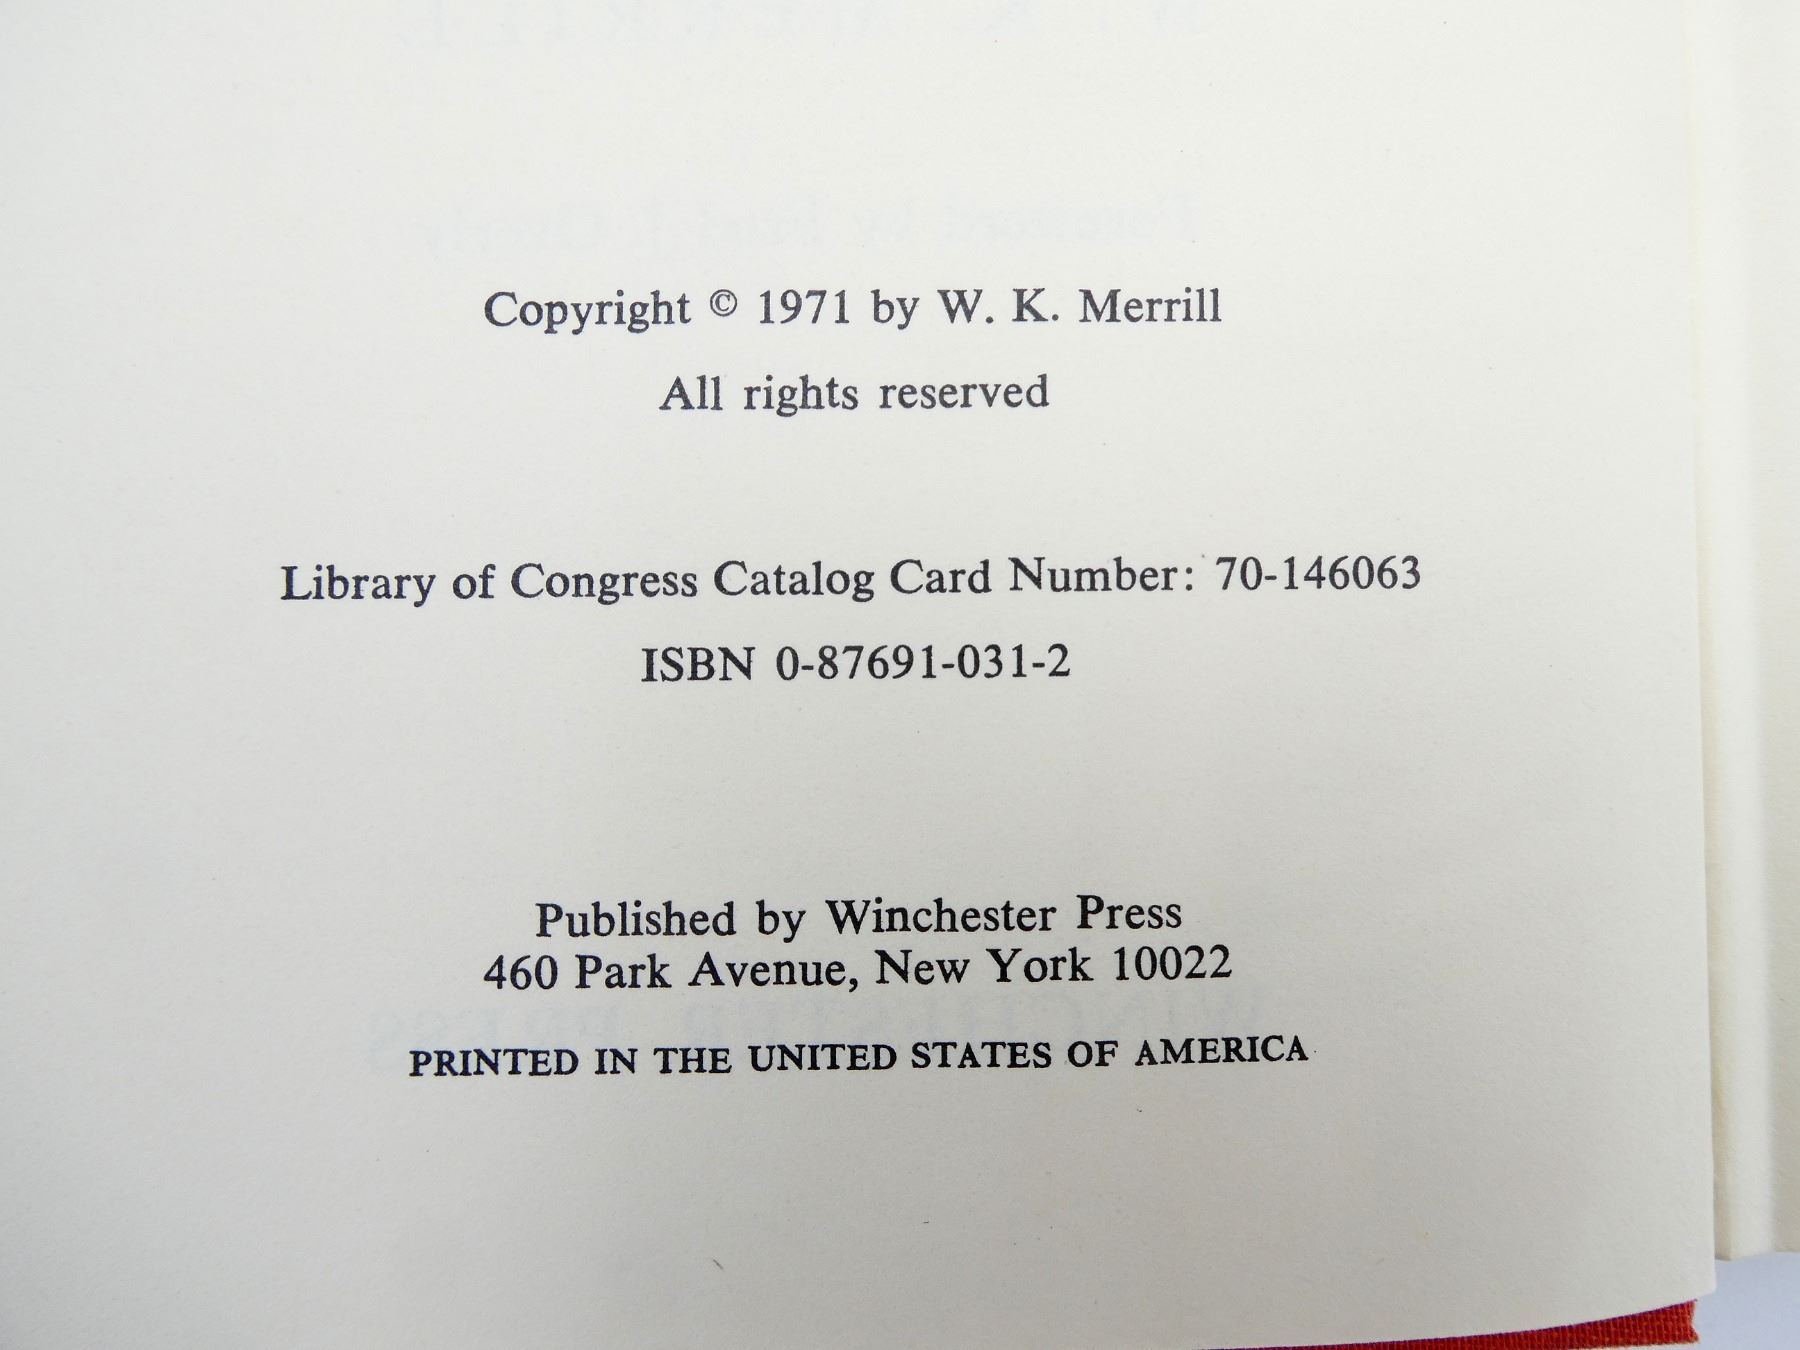 Copyright © 1971 by W. K. Merrill
All rights reserved
Library of Congress Catalog Card Number: 70-146063
ISBN 0-87691-031-2
Published by Winchester Press
460 Park Avenue, New York 10022
PRINTED IN THE UNITED STATES OF AMERICA